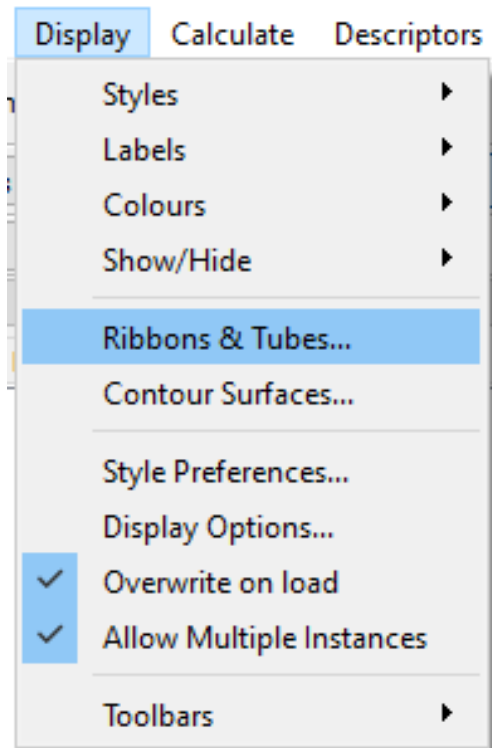 Display Calculate Descriptors
Styles
Labels
Colours
Show/Hide
Ribbons & Tubes...
Contour Surfaces...
Style Preferences...
Display Options...
Overwrite on load
Allow Multiple Instances
Toolbars